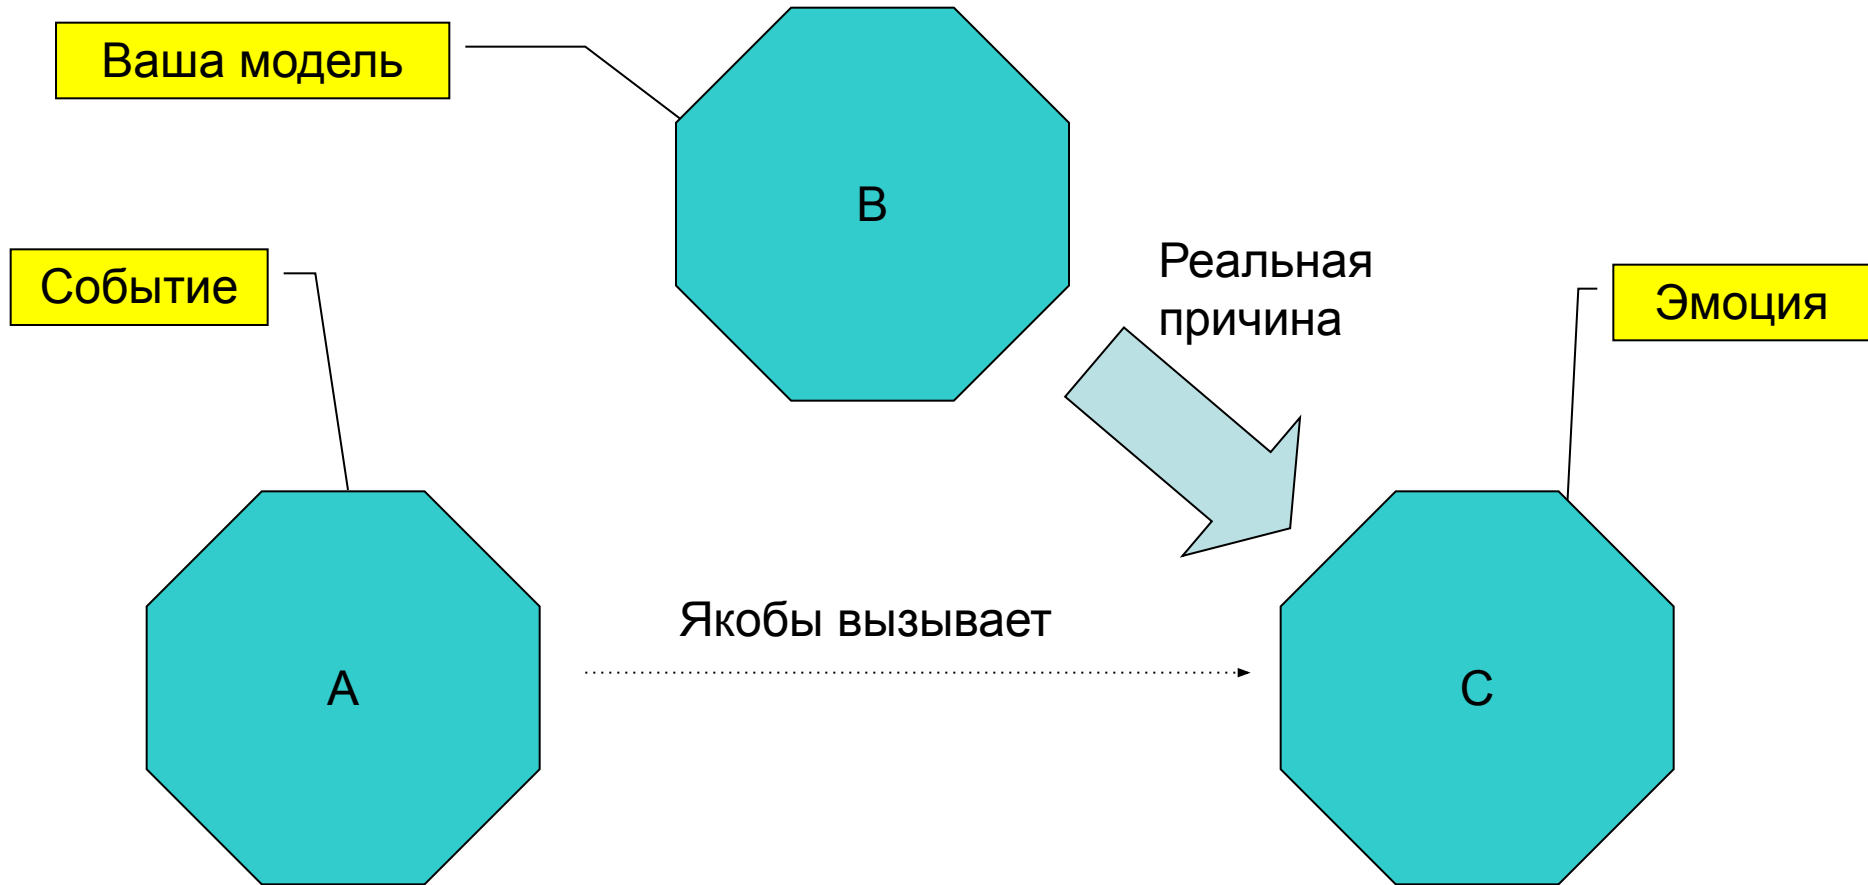 Ваша модель
B
Событие
Реальная
причина
Эмоция
Якобы вызывает
A
C